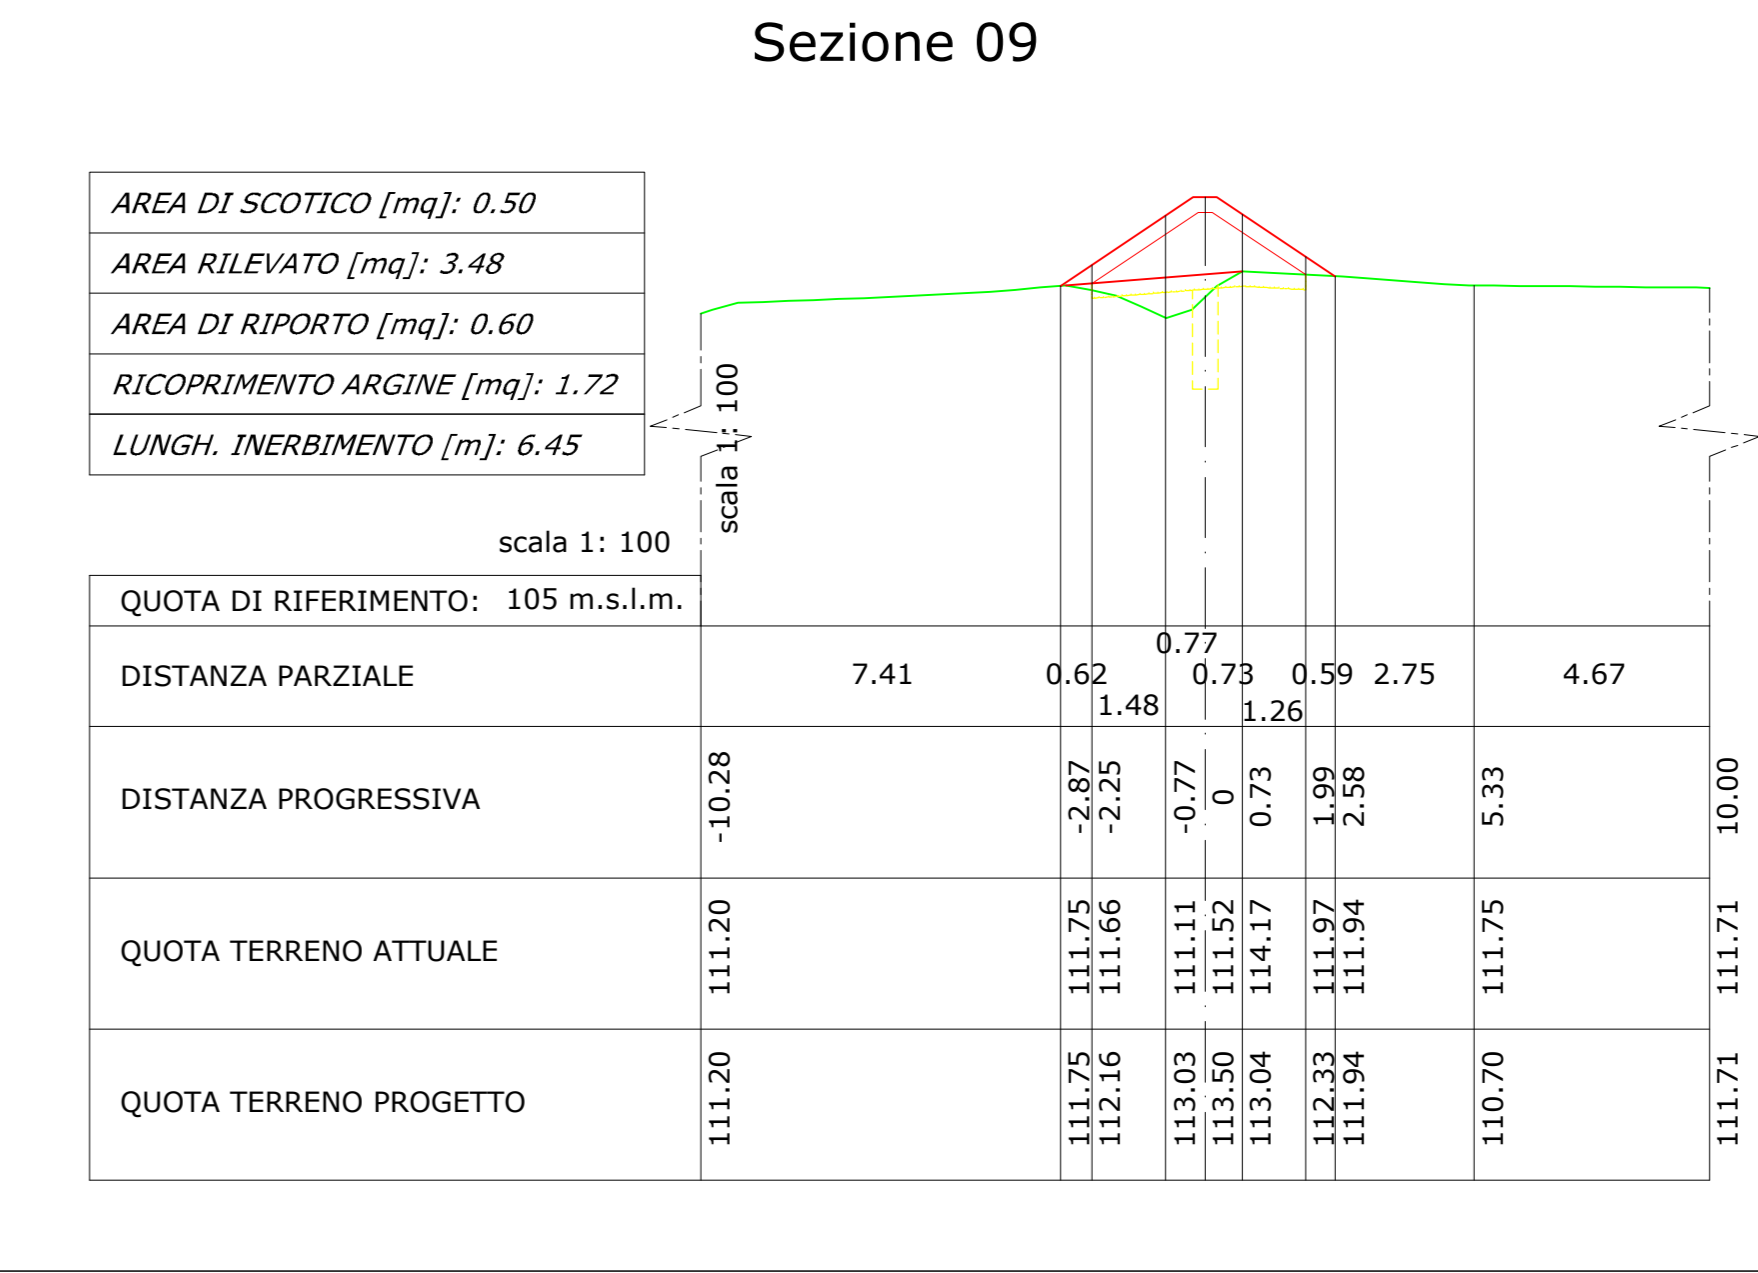 Sezione 09
AREA DI SCOTICO [mq]: 0.50
AREA RILEVATO [mq]: 3.48
AREA DI RIPORTO [mq]: 0.60
RICOPRIMENTO ARGINE [mq]: 1.72
LUNGH. INERBIMENTO [m]: 6.45
scala 1: 100
scala 1: 100
QUOTA DI RIFERIMENTO: 105 m.s.l.m.
DISTANZA PARZIALE 7.41 0.62 1.48 0.77 0.73 1.26 0.59 2.75 4.67
DISTANZA PROGRESSIVA -10.28 -2.87 -2.25 -0.77 0 0.73 1.99 2.58 5.33 10.00
QUOTA TERRENO ATTUALE 111.20 111.75 111.66 111.11 111.52 114.17 111.97 111.94 111.75 111.71
QUOTA TERRENO PROGETTO 111.20 111.75 112.16 113.03 113.50 113.04 112.33 111.94 110.70 111.71